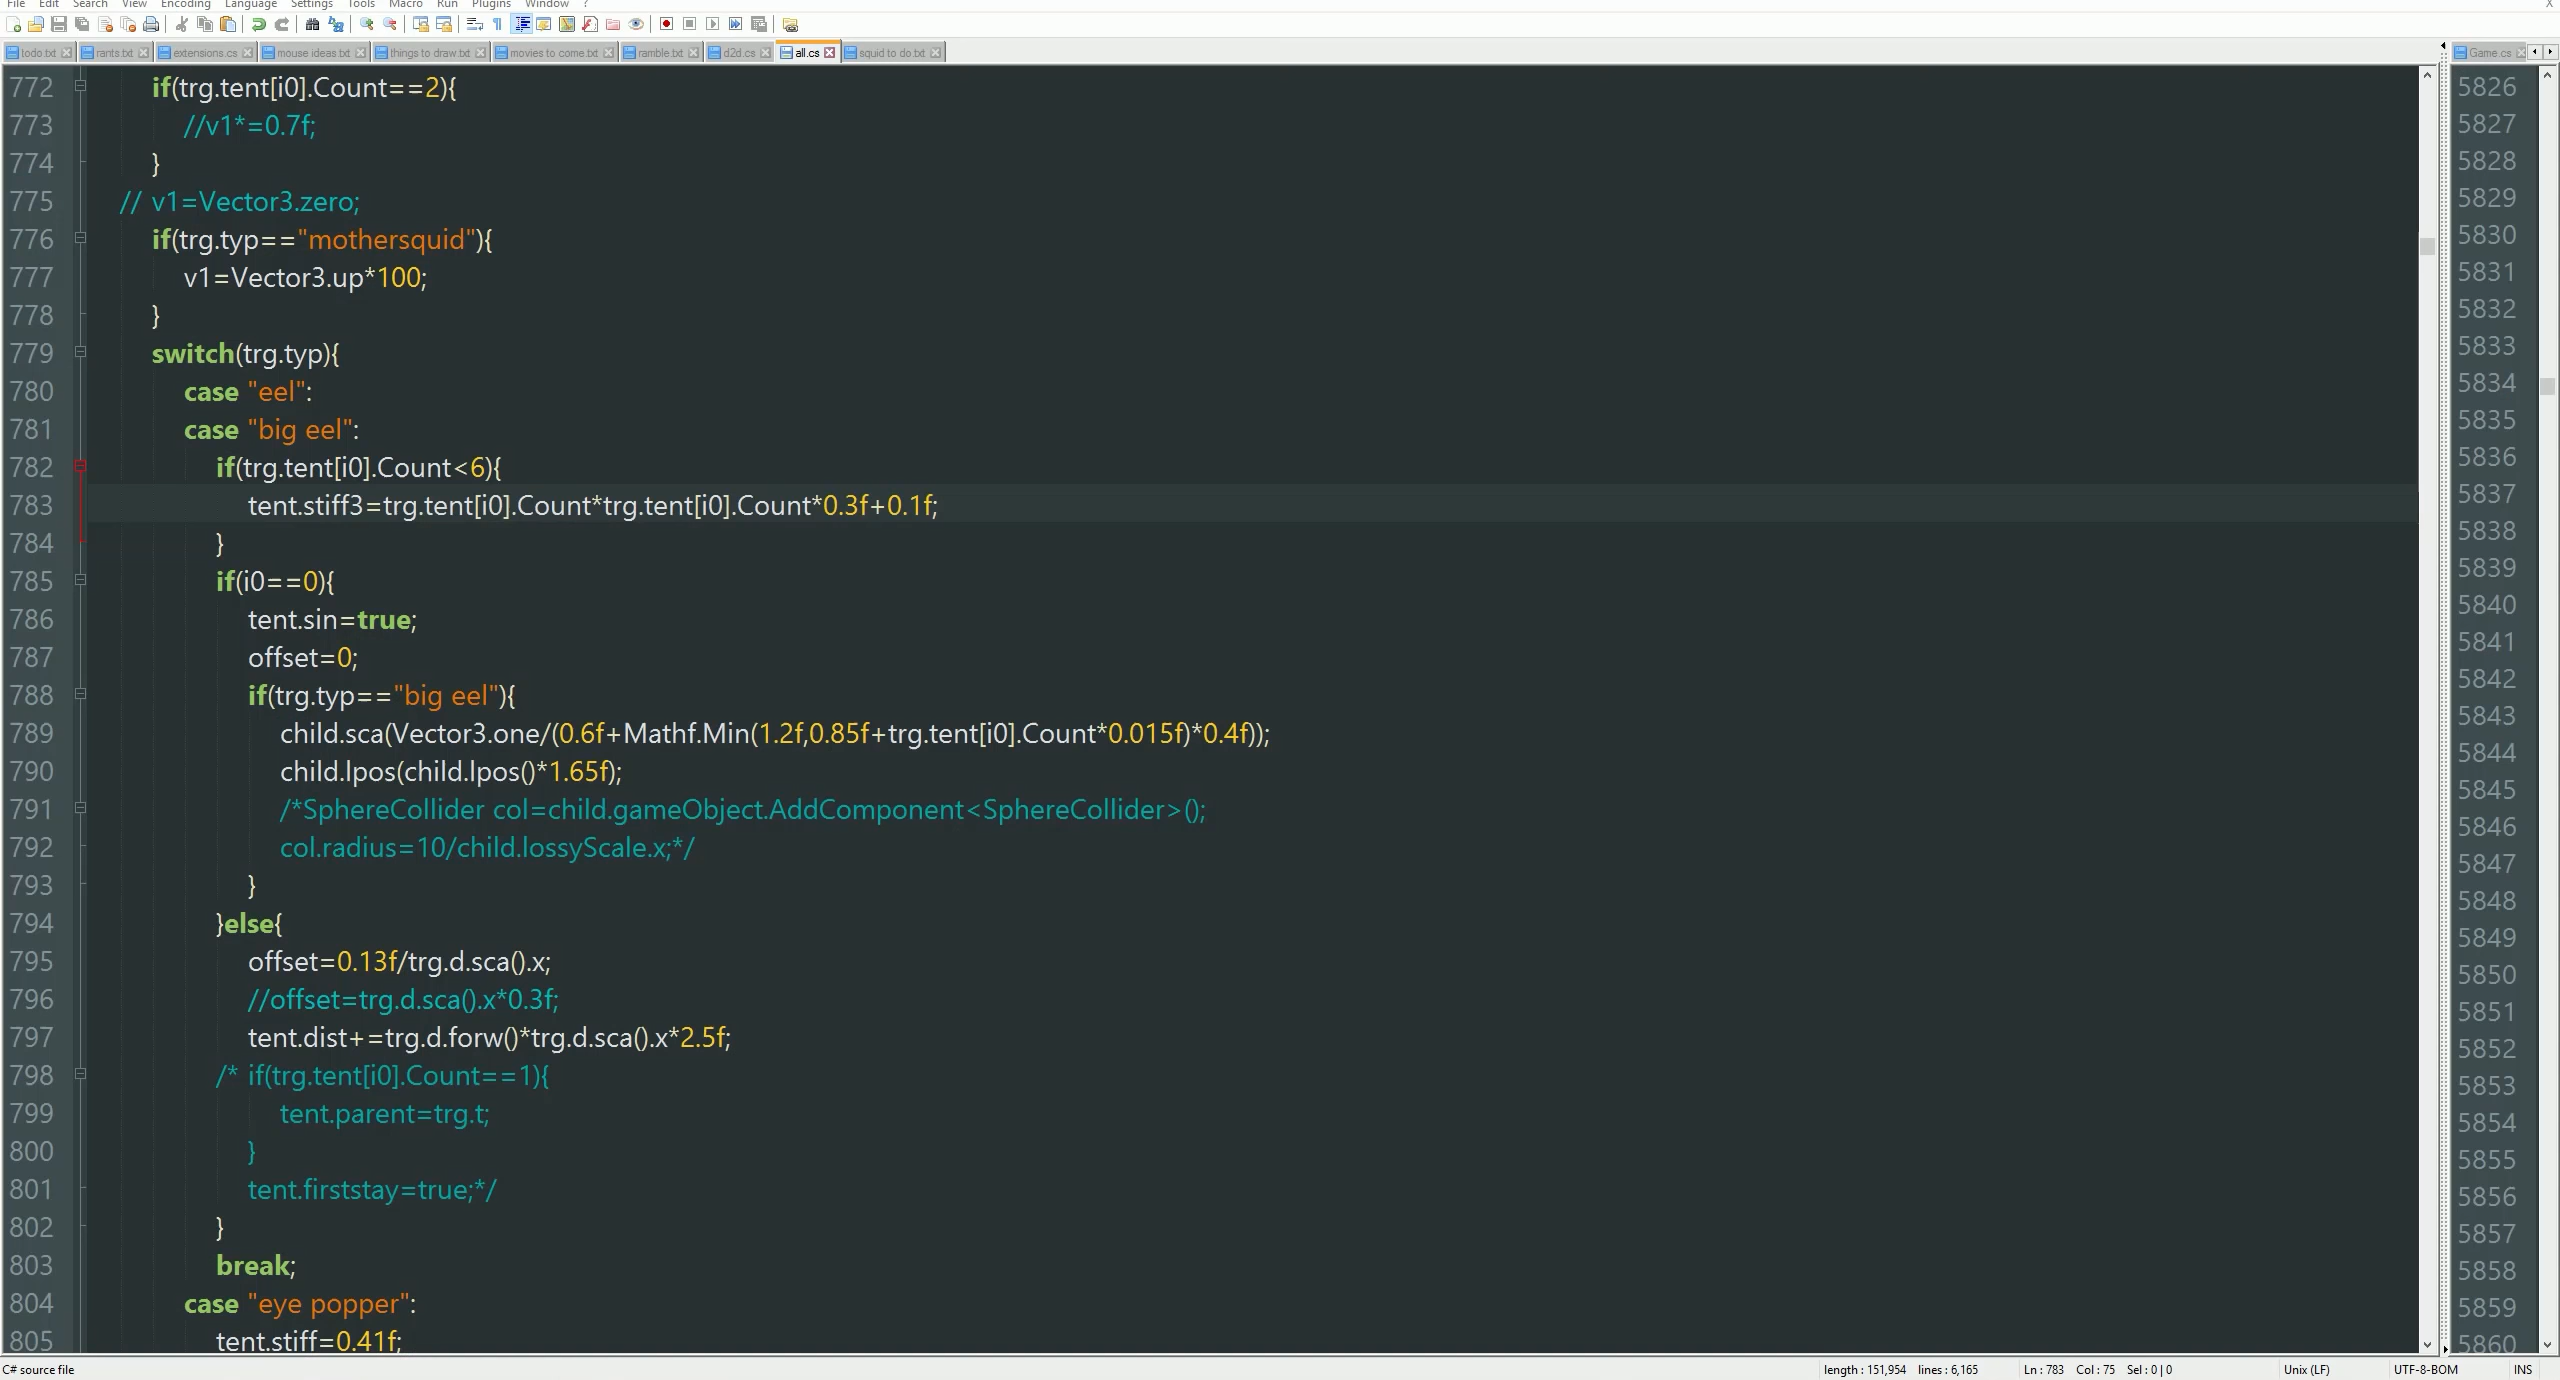 File Edit Search View Encoding Language Settings Tools Macro Run Plugins Window ? X
todo.txt rants.txt extensions.cs mouse ideas.txt things to draw.txt movies to come.txt ramble.txt d2d.cs all.cs squid to do.txt Game.cs
772 if(trg.tent[i0].Count==2){
773 //v1*=0.7f;
774 }
775 // v1=Vector3.zero;
776 if(trg.typ=="mothersquid"){
777 v1=Vector3.up*100;
778 }
779 switch(trg.typ){
780 case "eel":
781 case "big eel":
782 if(trg.tent[i0].Count<6){
783 tent.stiff3=trg.tent[i0].Count*trg.tent[i0].Count*0.3f+0.1f;
784 }
785 if(i0==0){
786 tent.sin=true;
787 offset=0;
788 if(trg.typ=="big eel"){
789 child.sca(Vector3.one/(0.6f+Mathf.Min(1.2f,0.85f+trg.tent[i0].Count*0.015f)*0.4f));
790 child.lpos(child.lpos()*1.65f);
791 /*SphereCollider col=child.gameObject.AddComponent<SphereCollider>();
792 col.radius=10/child.lossyScale.x;*/
793 }
794 }else{
795 offset=0.13f/trg.d.sca().x;
796 //offset=trg.d.sca().x*0.3f;
797 tent.dist+=trg.d.forw()*trg.d.sca().x*2.5f;
798 /* if(trg.tent[i0].Count==1){
799 tent.parent=trg.t;
800 }
801 tent.firststay=true;*/
802 }
803 break;
804 case "eye popper":
805 tent.stiff=0.41f;
5826
5827
5828
5829
5830
5831
5832
5833
5834
5835
5836
5837
5838
5839
5840
5841
5842
5843
5844
5845
5846
5847
5848
5849
5850
5851
5852
5853
5854
5855
5856
5857
5858
5859
5860
C# source file length : 151,954 lines : 6,165 Ln : 783 Col : 75 Sel : 0 | 0 Unix (LF) UTF-8-BOM INS